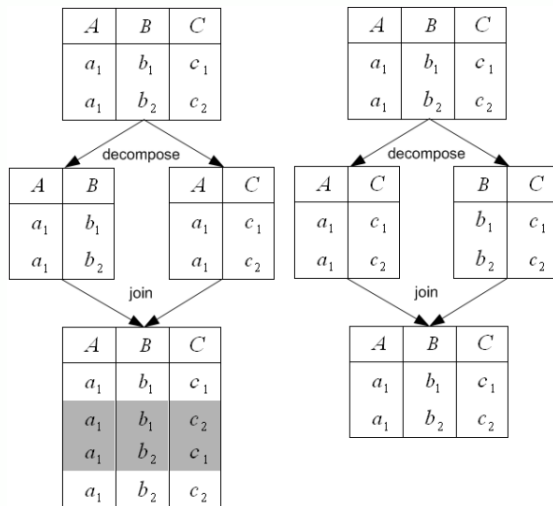 A B C
a₁ b₁ c₁
a₁ b₂ c₂
decompose
A B
a₁ b₁
a₁ b₂
A C
a₁ c₁
a₁ c₂
join
A B C
a₁ b₁ c₁
a₁ b₁ c₂
a₁ b₂ c₁
a₁ b₂ c₂
A B C
a₁ b₁ c₁
a₁ b₂ c₂
decompose
A C
a₁ c₁
a₁ c₂
B C
b₁ c₁
b₂ c₂
join
A B C
a₁ b₁ c₁
a₁ b₂ c₂